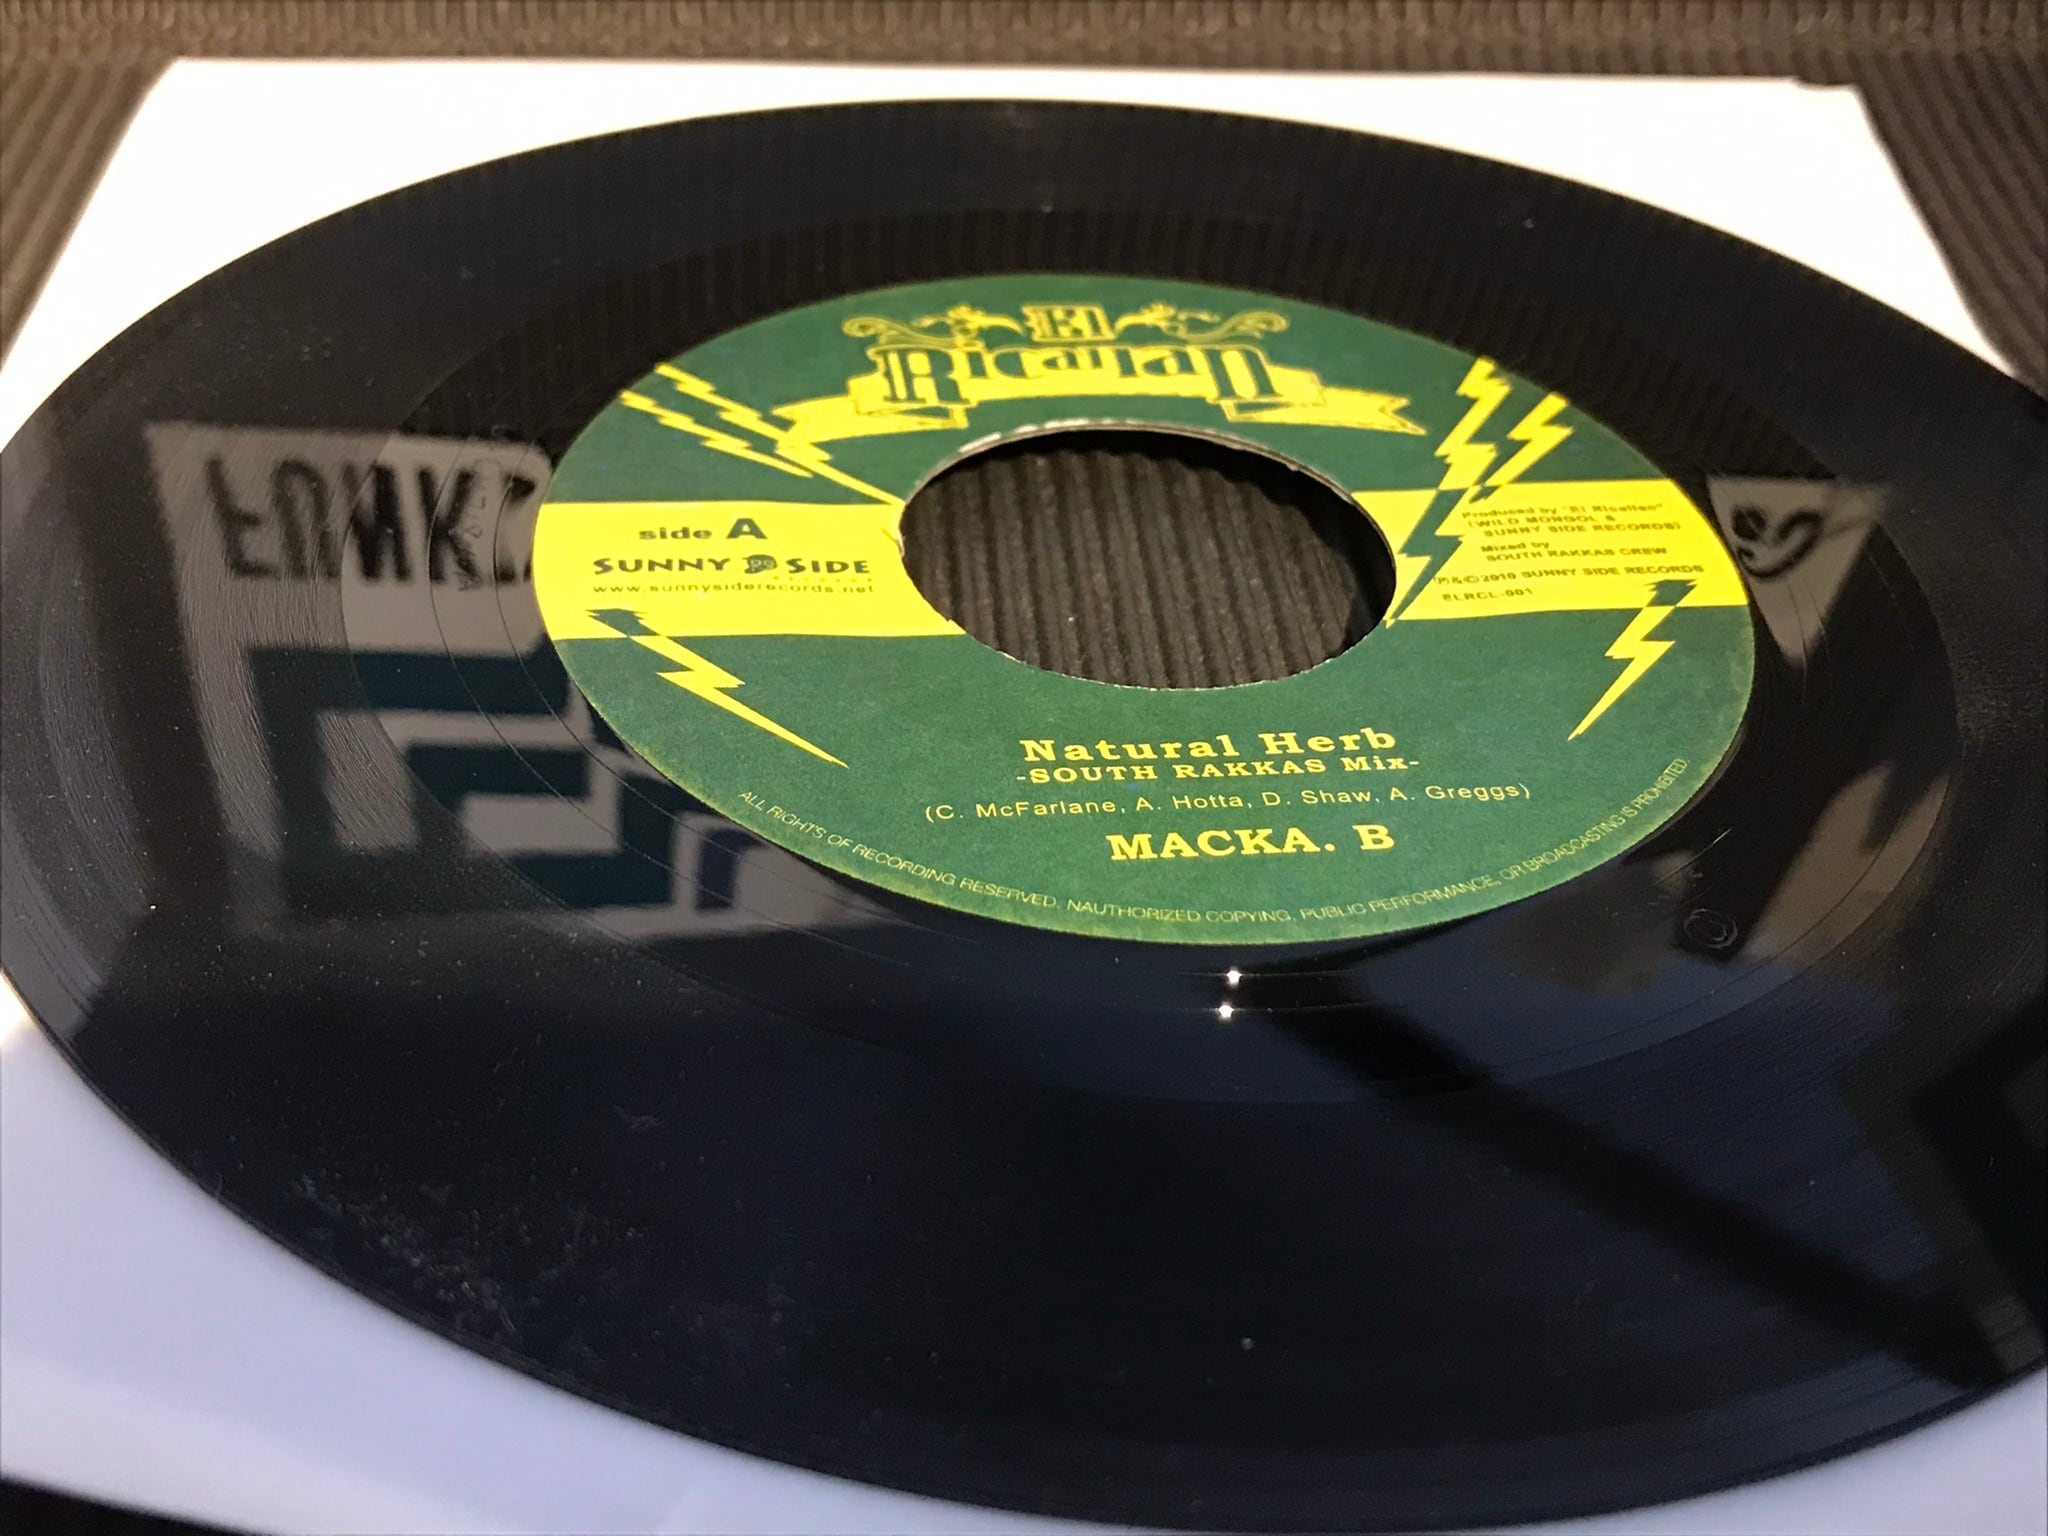 El
Ricallan
side A
SUNNY SIDE
RECORDS
www.sunnysiderecords.net
Produced by "El Ricallan"
(WILD MONGOL &
SUNNY SIDE RECORDS)
Mixed by
SOUTH RAKKAS CREW
℗&©2010 SUNNY SIDE RECORDS
ELRCL-001
Natural Herb
-SOUTH RAKKAS Mix-
(C. McFarlane, A. Hotta, D. Shaw, A. Greggs)
MACKA. B
ALL RIGHTS OF RECORDING RESERVED. NAUTHORIZED COPYING, PUBLIC PERFORMANCE, OR BROADCASTING IS PROHIBITED.